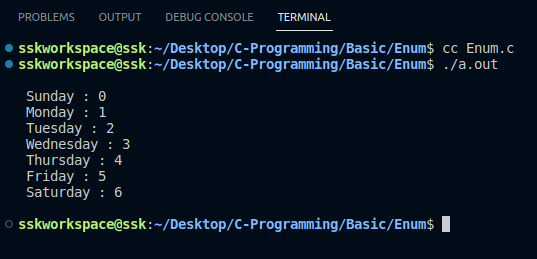 PROBLEMS OUTPUT DEBUG CONSOLE TERMINAL
sskworkspace@ssk:~/Desktop/C-Programming/Basic/Enum$ cc Enum.c
sskworkspace@ssk:~/Desktop/C-Programming/Basic/Enum$ ./a.out
Sunday : 0
Monday : 1
Tuesday : 2
Wednesday : 3
Thursday : 4
Friday : 5
Saturday : 6
sskworkspace@ssk:~/Desktop/C-Programming/Basic/Enum$